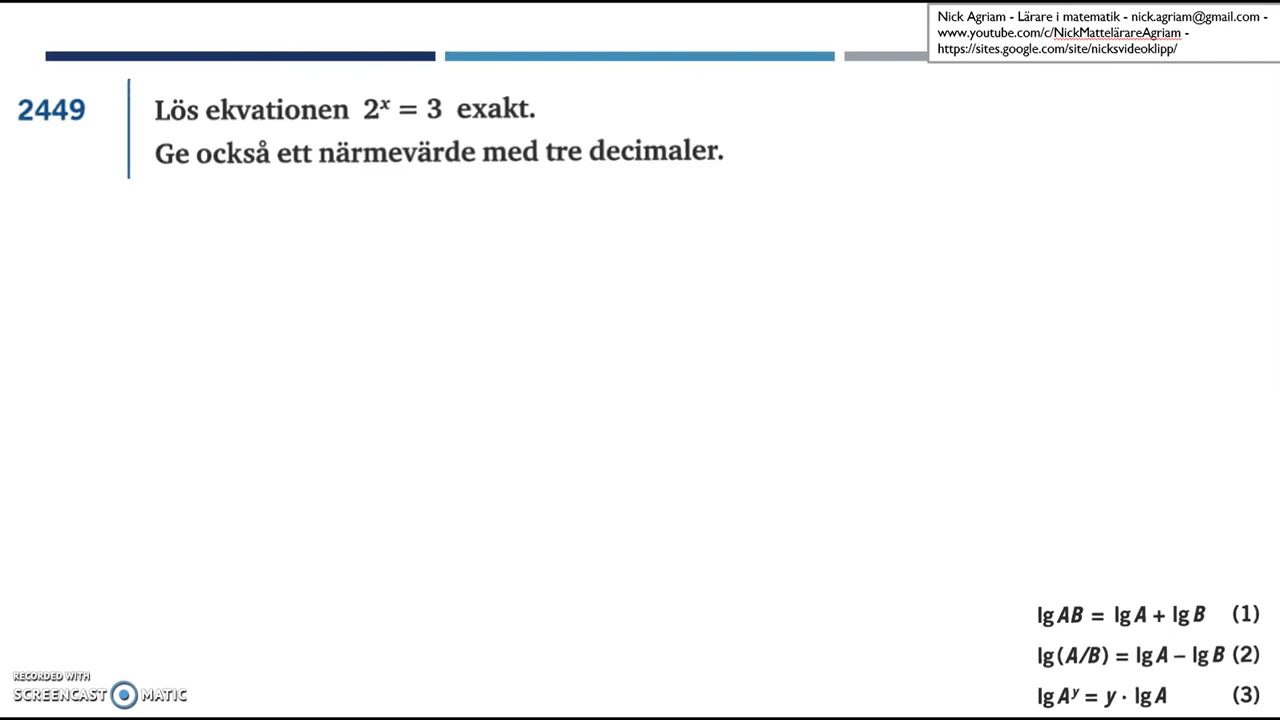 Nick Agriam - Lärare i matematik - nick.agriam@gmail.com -
www.youtube.com/c/NickMattelärareAgriam -
https://sites.google.com/site/nicksvideoklipp/
2449
Lös ekvationen 2ˣ = 3 exakt.
Ge också ett närmevärde med tre decimaler.
lg AB = lg A + lg B (1)
lg (A/B) = lg A – lg B (2)
lg Aʸ = y · lg A (3)
RECORDED WITH
SCREENCAST MATIC